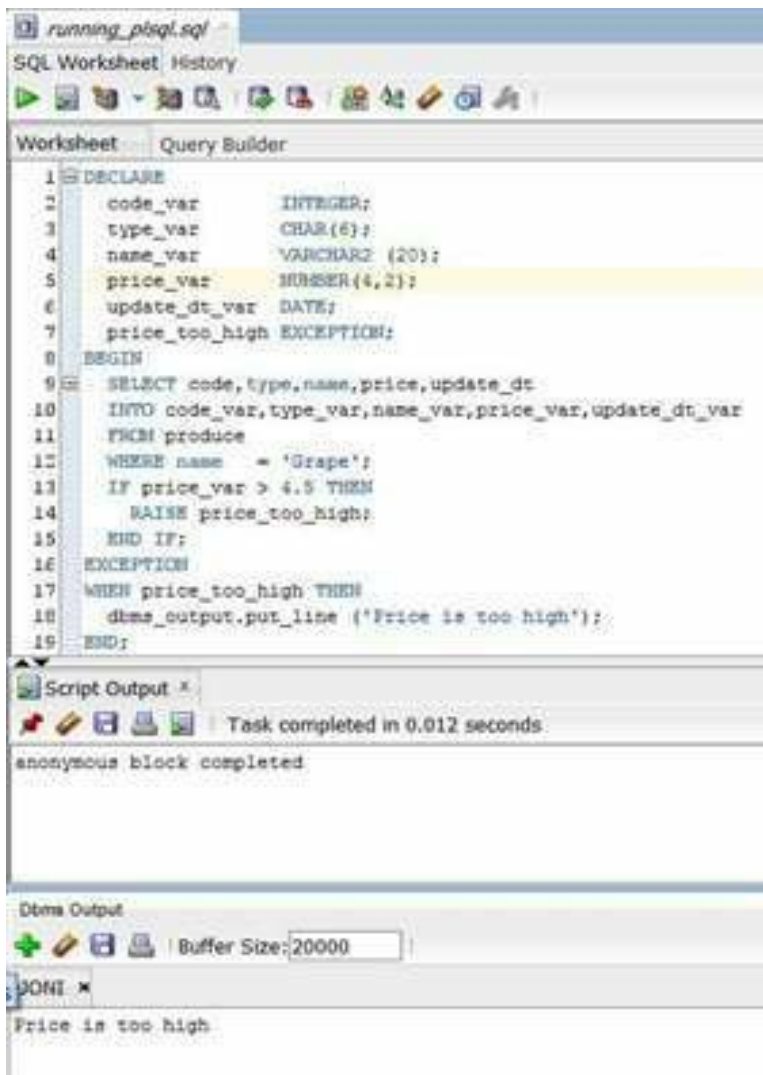 running_plsql.sql
SQL Worksheet History
Worksheet Query Builder
1 DECLARE
2 code_var INTEGER;
3 type_var CHAR(6);
4 name_var VARCHAR2 (20);
5 price_var NUMBER(4,2);
6 update_dt_var DATE;
7 price_too_high EXCEPTION;
8 BEGIN
9 SELECT code,type,name,price,update_dt
10 INTO code_var,type_var,name_var,price_var,update_dt_var
11 FROM produce
12 WHERE name = 'Grape';
13 IF price_var > 4.5 THEN
14 RAISE price_too_high;
15 END IF;
16 EXCEPTION
17 WHEN price_too_high THEN
18 dbms_output.put_line ('Price is too high');
19 END;
Script Output
Task completed in 0.012 seconds
anonymous block completed
Dbms Output
Buffer Size: 20000
JONI
Price is too high